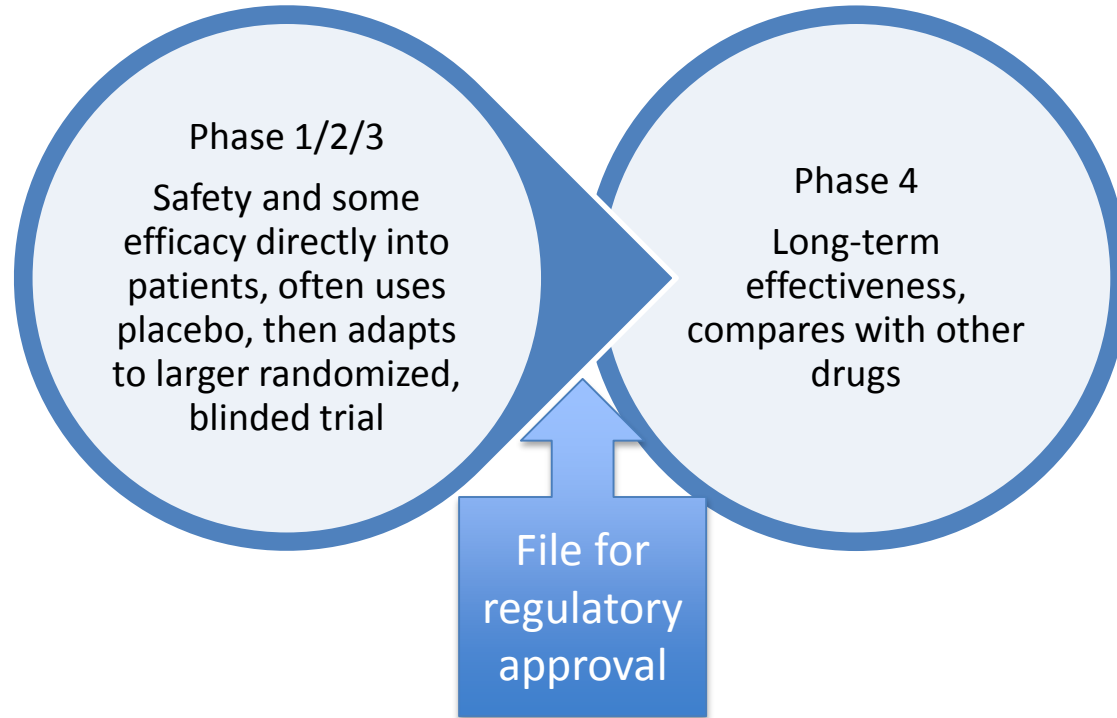 Phase 1/2/3
Safety and some
efficacy directly into
patients, often uses
placebo, then adapts
to larger randomized,
blinded trial
Phase 4
Long-term
effectiveness,
compares with other
drugs
File for
regulatory
approval